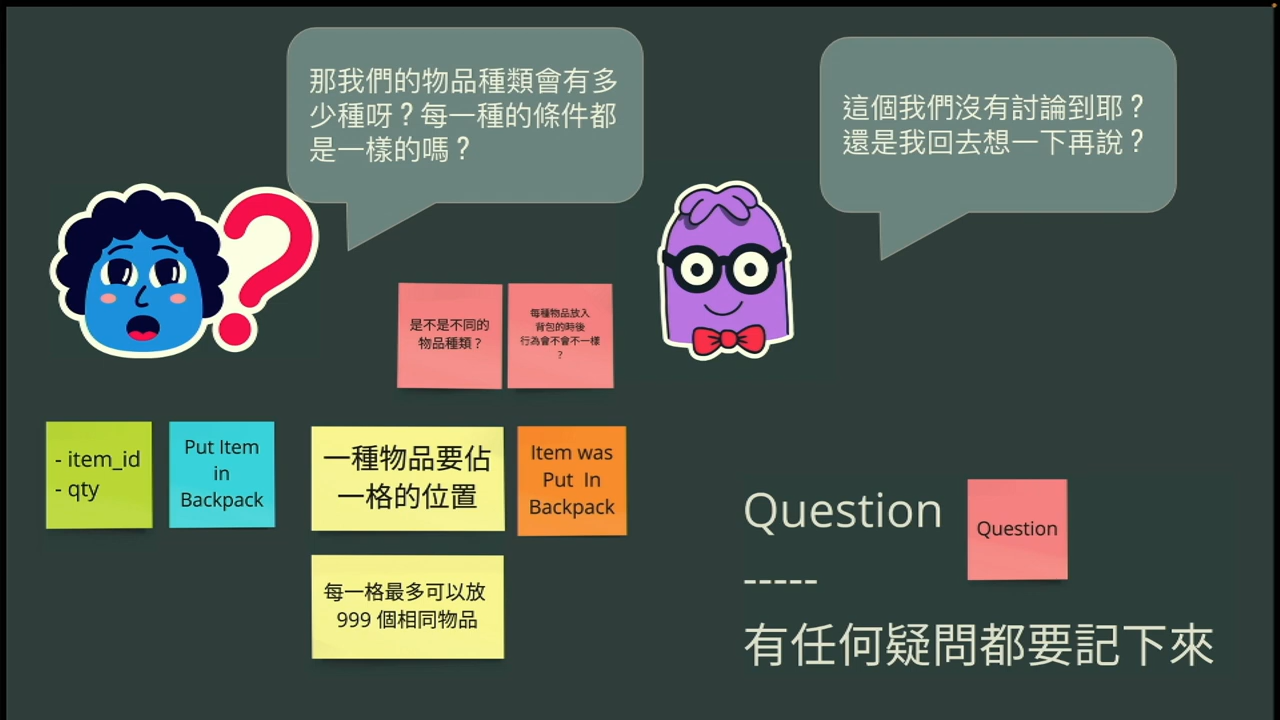 那我們的物品種類會有多
少種呀？每一種的條件都
是一樣的嗎？
這個我們沒有討論到耶？
還是我回去想一下再說？
是不是不同的
物品種類？
每種物品放入
背包的時後
行為會不會不一樣
？
- item_id
- qty
Put Item
in
Backpack
一種物品要佔
一格的位置
Item was
Put In
Backpack
每一格最多可以放
999 個相同物品
Question
Question
-----
有任何疑問都要記下來